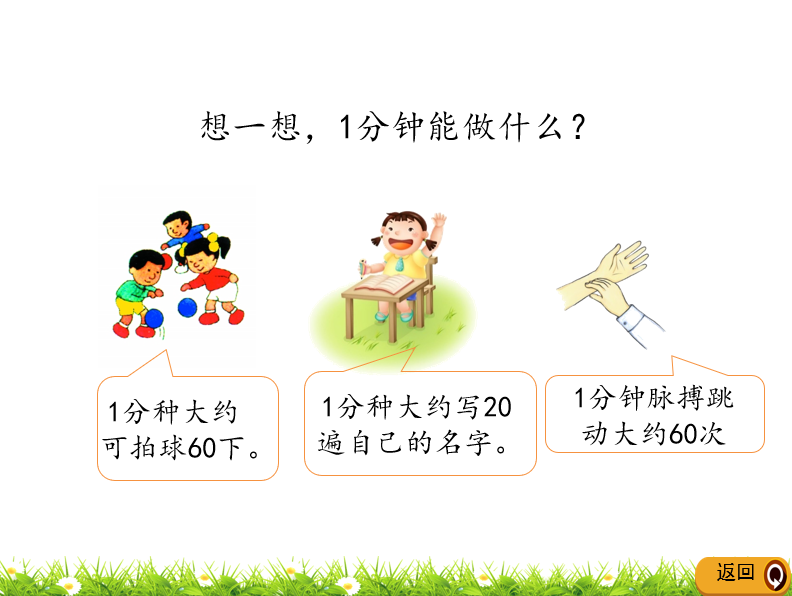 想一想，1分钟能做什么？
1分种大约
可拍球60下。
1分种大约写20
遍自己的名字。
1分钟脉搏跳
动大约60次
返回